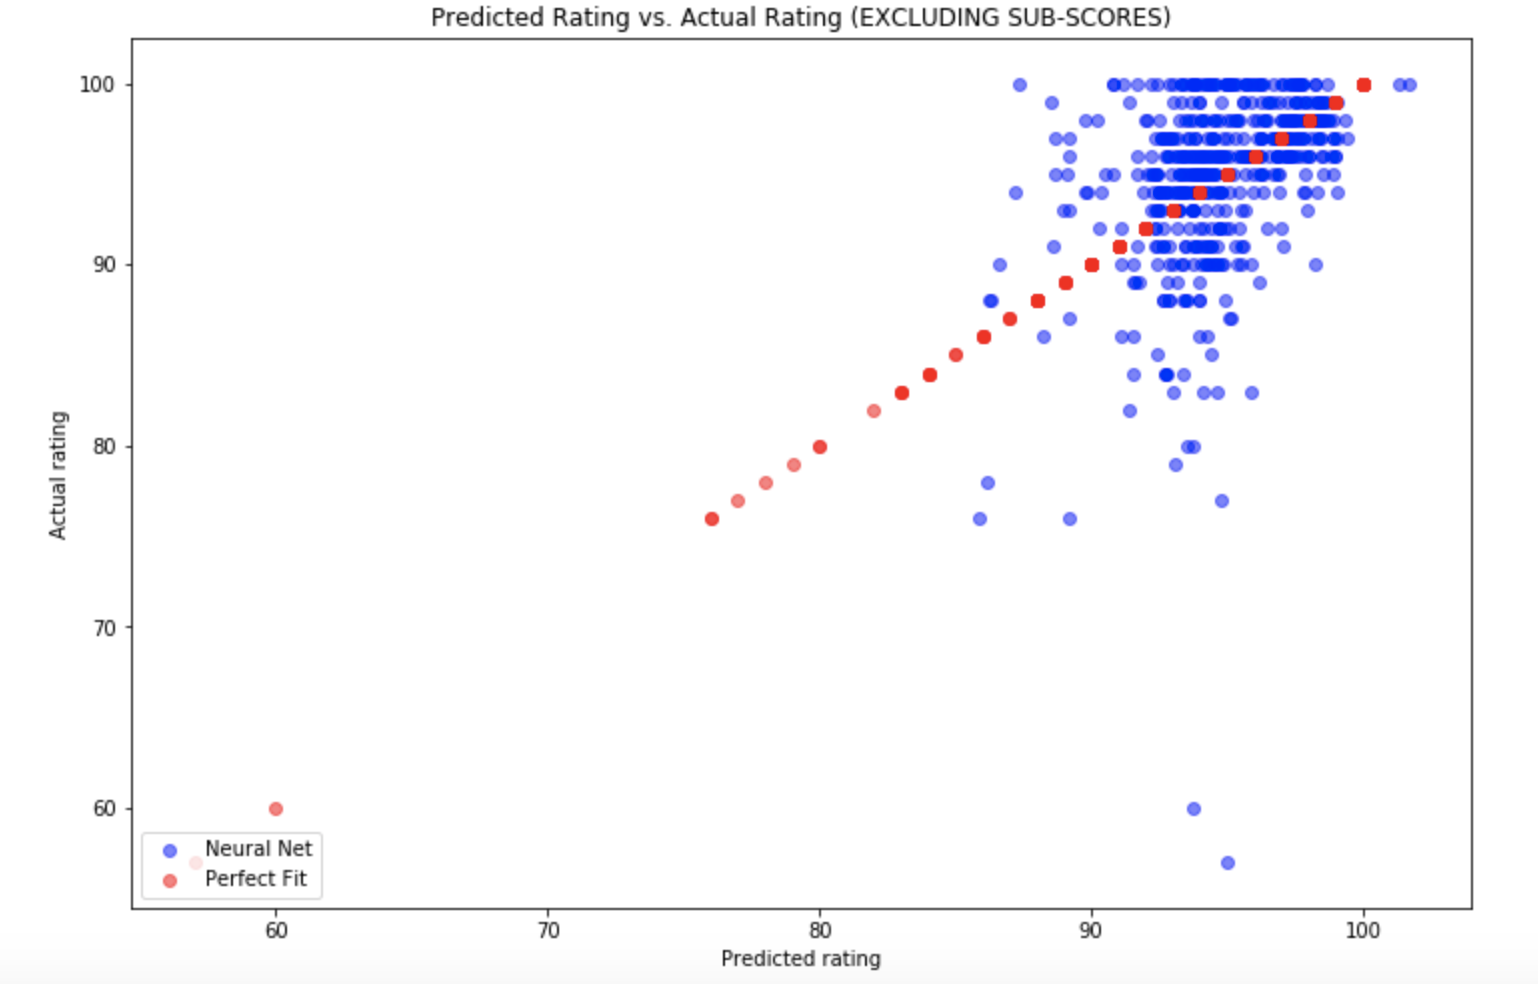 Predicted Rating vs. Actual Rating (EXCLUDING SUB-SCORES)
100
90
80
70
60
Actual rating
Neural Net
Perfect Fit
60
70
80
90
100
Predicted rating